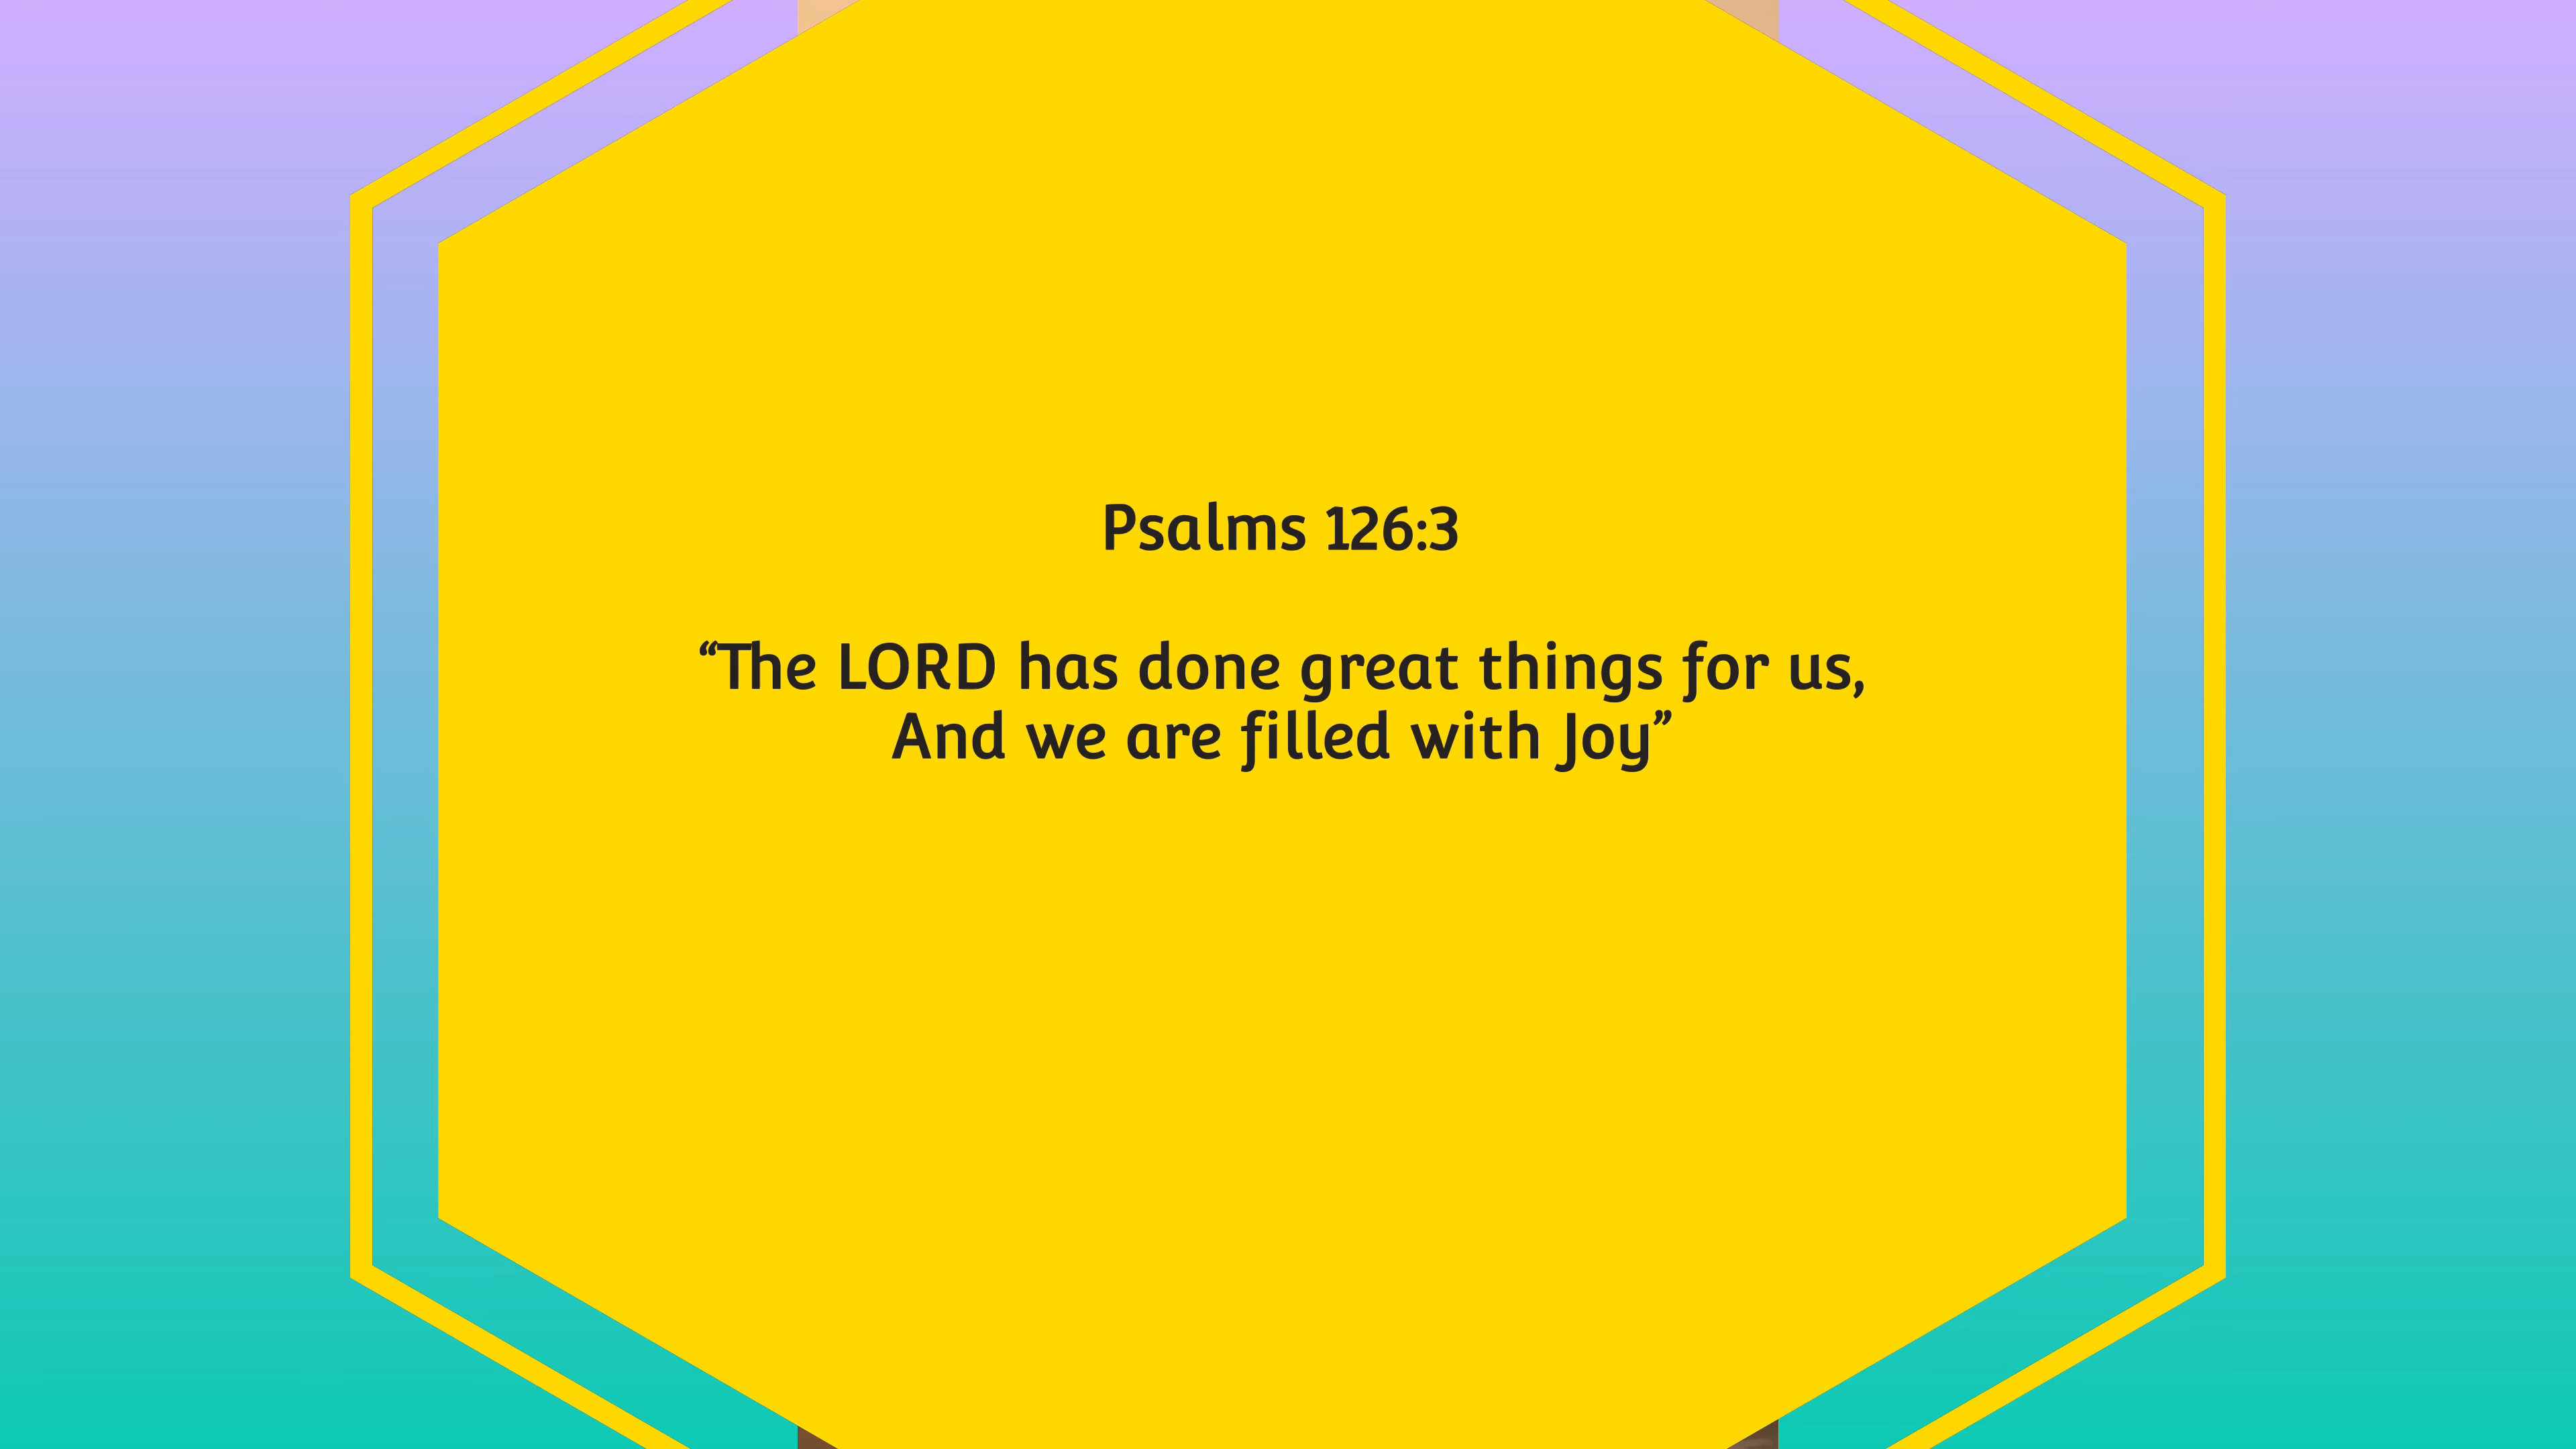 Psalms 126:3
“The LORD has done great things for us,
And we are filled with Joy”